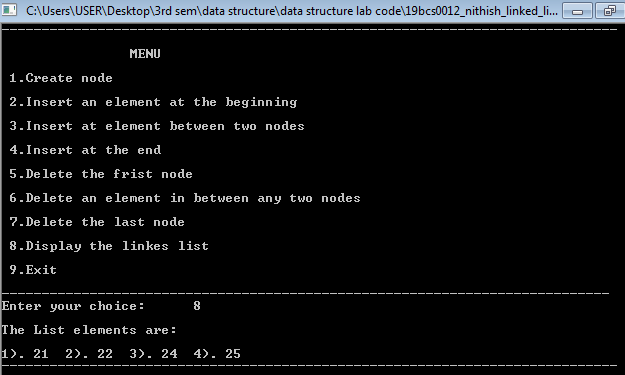 C:\Users\USER\Desktop\3rd sem\data structure\data structure lab code\19bcs0012_nithish_linked_li...
MENU
1.Create node
2.Insert an element at the beginning
3.Insert at element between two nodes
4.Insert at the end
5.Delete the frist node
6.Delete an element in between any two nodes
7.Delete the last node
8.Display the linkes list
9.Exit
Enter your choice: 8
The List elements are:
1). 21 2). 22 3). 24 4). 25